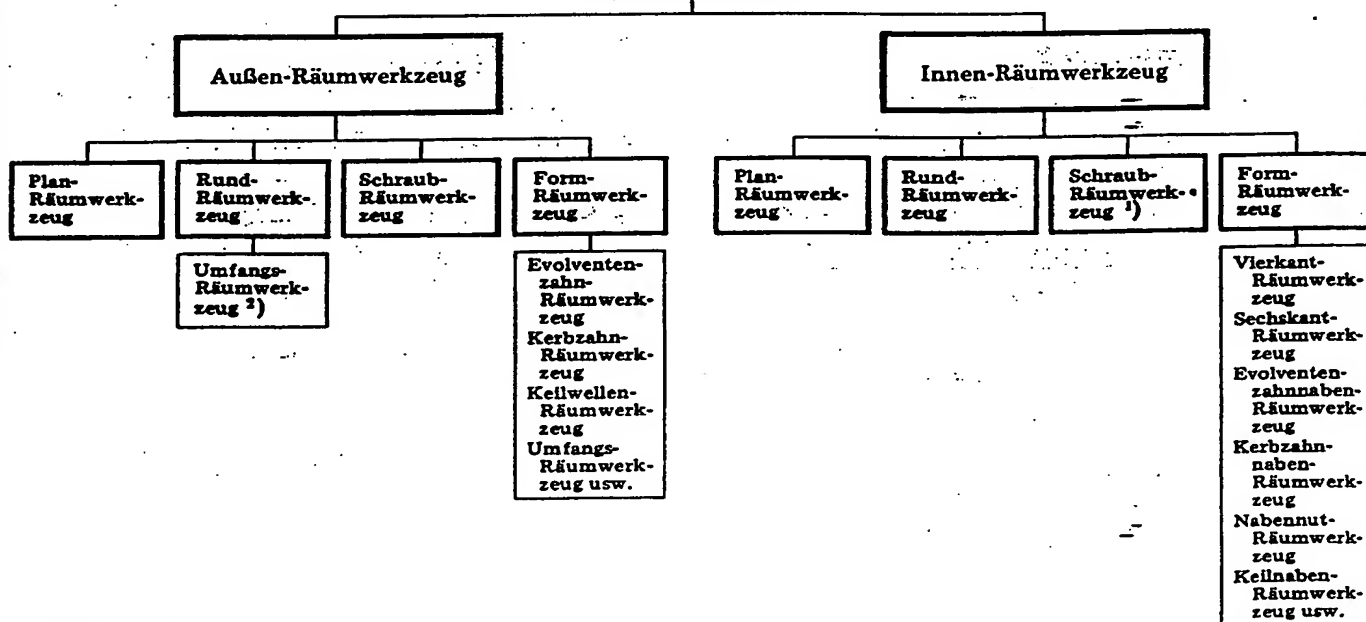 Außen-Räumwerkzeug
Innen-Räumwerkzeug
Plan-
Räumwerk-
zeug
Rund-
Räumwerk-
zeug
Schraub-
Räumwerk-
zeug
Form-
Räumwerk-
zeug
Plan-
Räumwerk-
zeug
Rund-
Räumwerk-
zeug
Schraub-
Räumwerk-
zeug ¹)
Form-
Räumwerk-
zeug
Umfangs-
Räumwerk-
zeug ²)
Evolventen-
zahn-
Räumwerk-
zeug
Kerbzahn-
Räumwerk-
zeug
Keilwellen-
Räumwerk-
zeug
Umfangs-
Räumwerk-
zeug usw.
Vierkant-
Räumwerk-
zeug
Sechskant-
Räumwerk-
zeug
Evolventen-
zahnnaben-
Räumwerk-
zeug
Kerbzahn-
naben-
Räumwerk-
zeug
Nabennut-
Räumwerk-
zeug
Keilnaben-
Räumwerk-
zeug usw.